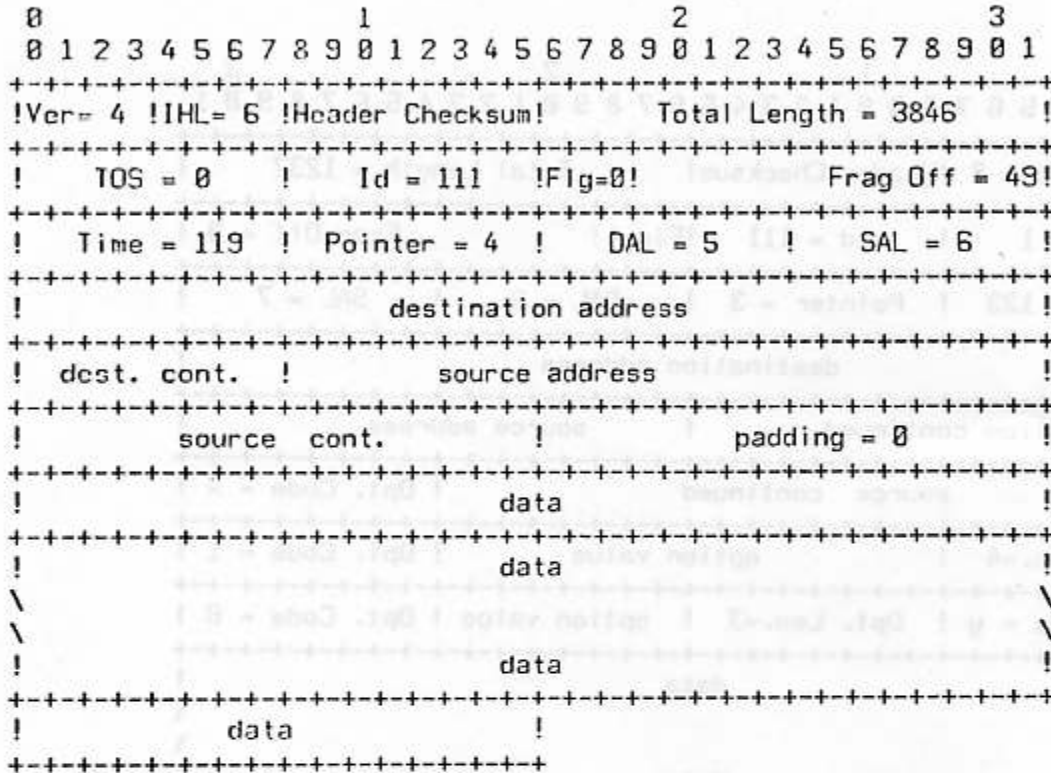 0 1 2 3
0 1 2 3 4 5 6 7 8 9 0 1 2 3 4 5 6 7 8 9 0 1 2 3 4 5 6 7 8 9 0 1
+-+-+-+-+-+-+-+-+-+-+-+-+-+-+-+-+-+-+-+-+-+-+-+-+-+-+-+-+-+-+-+-+
!Ver= 4 !IHL= 6 !Header Checksum! Total Length = 3846 !
+-+-+-+-+-+-+-+-+-+-+-+-+-+-+-+-+-+-+-+-+-+-+-+-+-+-+-+-+-+-+-+-+
! TOS = 0 ! Id = 111 !Flg=0! Frag Off = 49!
+-+-+-+-+-+-+-+-+-+-+-+-+-+-+-+-+-+-+-+-+-+-+-+-+-+-+-+-+-+-+-+-+
! Time = 119 ! Pointer = 4 ! DAL = 5 ! SAL = 6 !
+-+-+-+-+-+-+-+-+-+-+-+-+-+-+-+-+-+-+-+-+-+-+-+-+-+-+-+-+-+-+-+-+
! destination address !
+-+-+-+-+-+-+-+-+-+-+-+-+-+-+-+-+-+-+-+-+-+-+-+-+-+-+-+-+-+-+-+-+
! dest. cont. ! source address !
+-+-+-+-+-+-+-+-+-+-+-+-+-+-+-+-+-+-+-+-+-+-+-+-+-+-+-+-+-+-+-+-+
! source cont. ! padding = 0 !
+-+-+-+-+-+-+-+-+-+-+-+-+-+-+-+-+-+-+-+-+-+-+-+-+-+-+-+-+-+-+-+-+
! data !
+-+-+-+-+-+-+-+-+-+-+-+-+-+-+-+-+-+-+-+-+-+-+-+-+-+-+-+-+-+-+-+-+
! data !
\ \
\ \
! data !
+-+-+-+-+-+-+-+-+-+-+-+-+-+-+-+-+-+-+-+-+-+-+-+-+-+-+-+-+-+-+-+-+
! data !
+-+-+-+-+-+-+-+-+-+-+-+-+-+-+-+-+